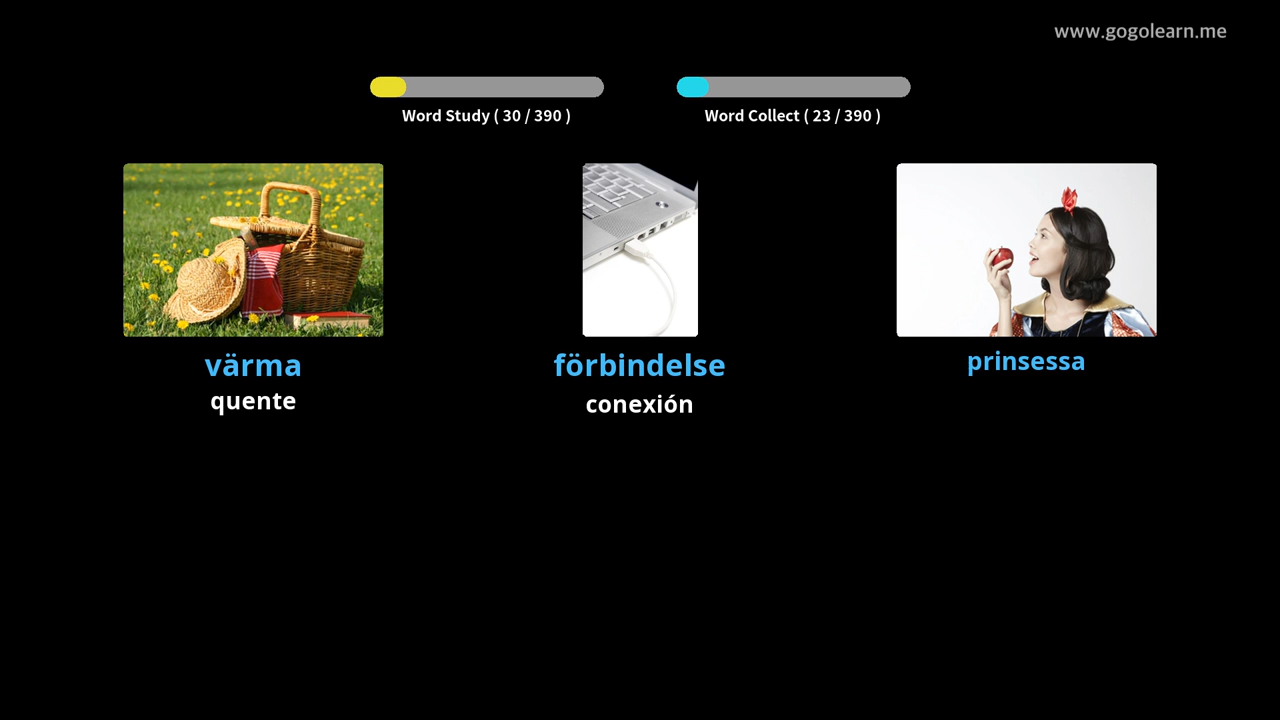 www.gogolearn.me
Word Study ( 30 / 390 )
Word Collect ( 23 / 390 )
värma
quente
förbindelse
conexión
prinsessa